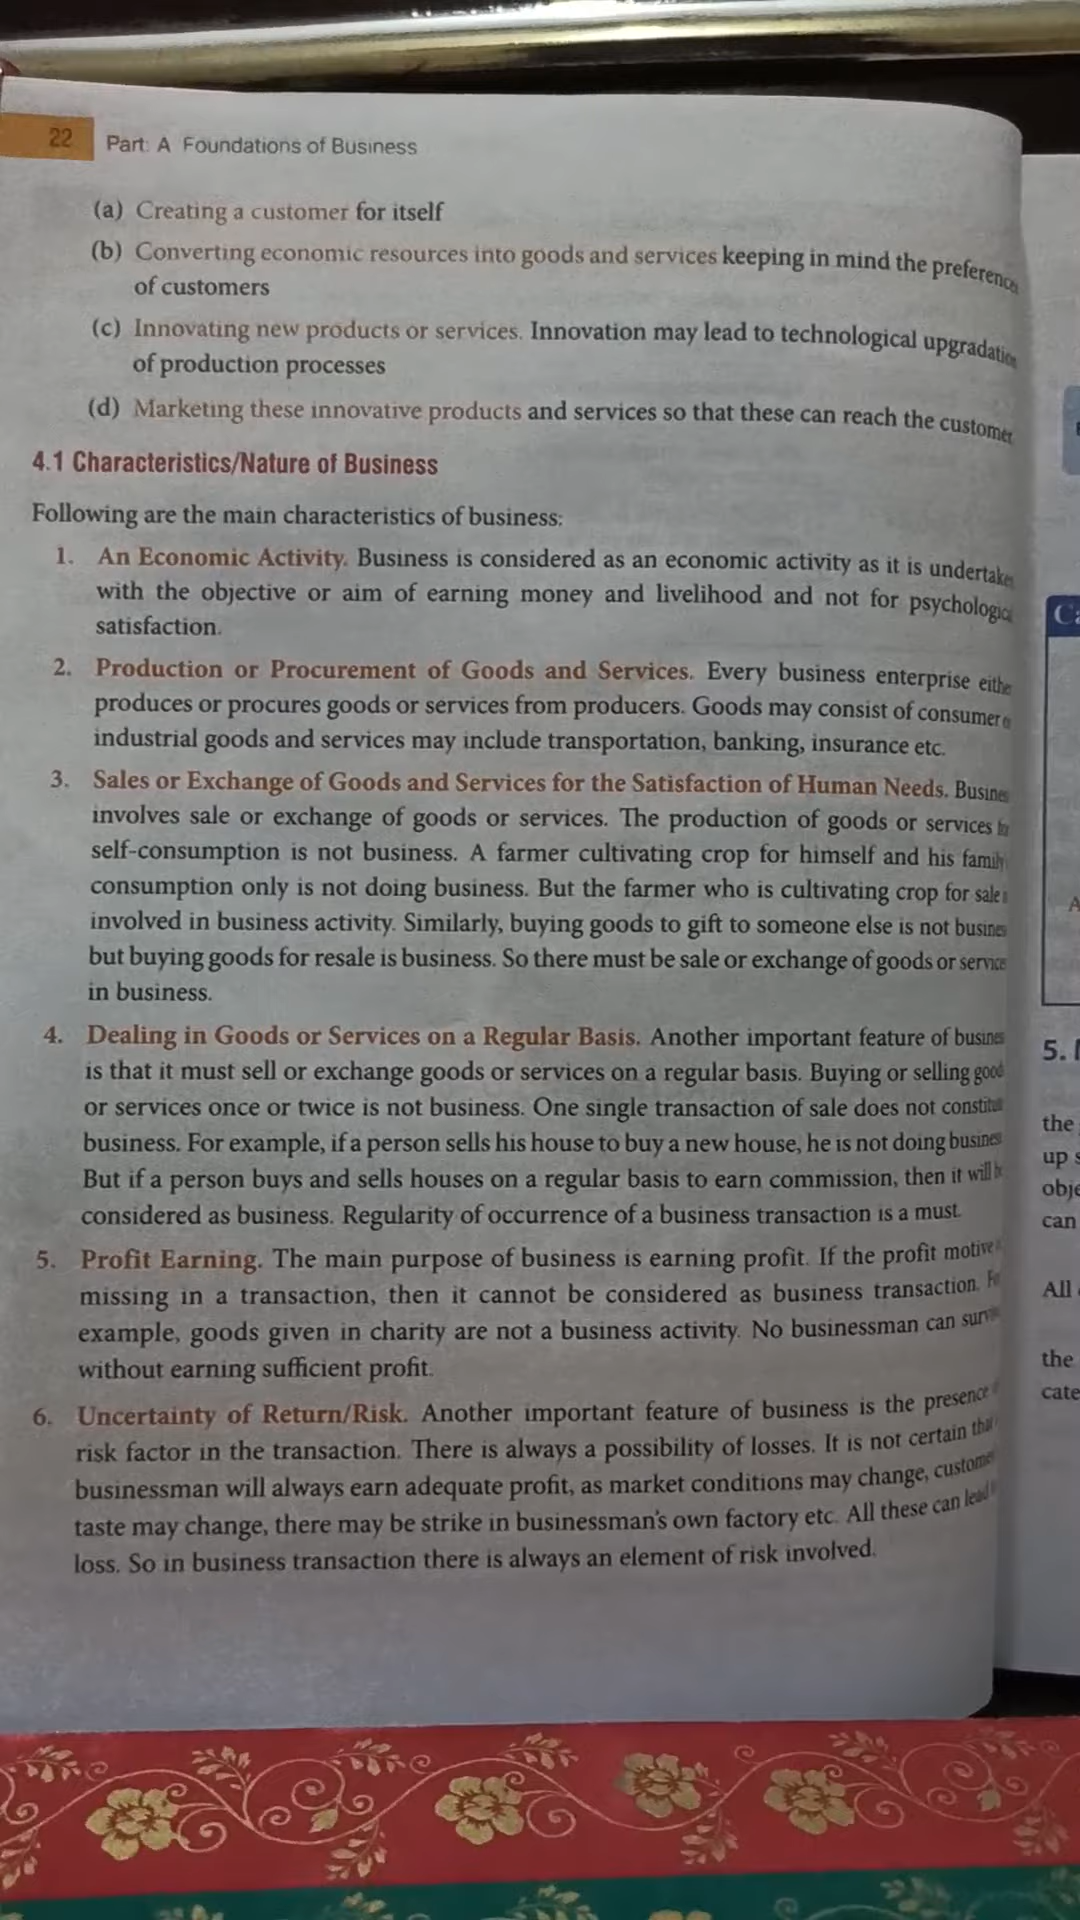 22 Part: A Foundations of Business
(a) Creating a customer for itself
(b) Converting economic resources into goods and services keeping in mind the preferences
of customers
(c) Innovating new products or services. Innovation may lead to technological upgradation
of production processes
(d) Marketing these innovative products and services so that these can reach the customer
4.1 Characteristics/Nature of Business
Following are the main characteristics of business:
1. An Economic Activity. Business is considered as an economic activity as it is undertaken
with the objective or aim of earning money and livelihood and not for psychological
satisfaction.
2. Production or Procurement of Goods and Services. Every business enterprise either
produces or procures goods or services from producers. Goods may consist of consumer
industrial goods and services may include transportation, banking, insurance etc.
3. Sales or Exchange of Goods and Services for the Satisfaction of Human Needs. Business
involves sale or exchange of goods or services. The production of goods or services for
self-consumption is not business. A farmer cultivating crop for himself and his family
consumption only is not doing business. But the farmer who is cultivating crop for sale
involved in business activity. Similarly, buying goods to gift to someone else is not business
but buying goods for resale is business. So there must be sale or exchange of goods or service
in business.
4. Dealing in Goods or Services on a Regular Basis. Another important feature of business
is that it must sell or exchange goods or services on a regular basis. Buying or selling good
or services once or twice is not business. One single transaction of sale does not constitute
business. For example, if a person sells his house to buy a new house, he is not doing business
But if a person buys and sells houses on a regular basis to earn commission, then it will be
considered as business. Regularity of occurrence of a business transaction is a must.
5. Profit Earning. The main purpose of business is earning profit. If the profit motive
missing in a transaction, then it cannot be considered as business transaction. For
example, goods given in charity are not a business activity. No businessman can survive
without earning sufficient profit.
6. Uncertainty of Return/Risk. Another important feature of business is the presence
risk factor in the transaction. There is always a possibility of losses. It is not certain that
businessman will always earn adequate profit, as market conditions may change, customer
taste may change, there may be strike in businessman's own factory etc. All these can lead
loss. So in business transaction there is always an element of risk involved.
Ca
A
5.
the
up s
obje
can
All
the
cate